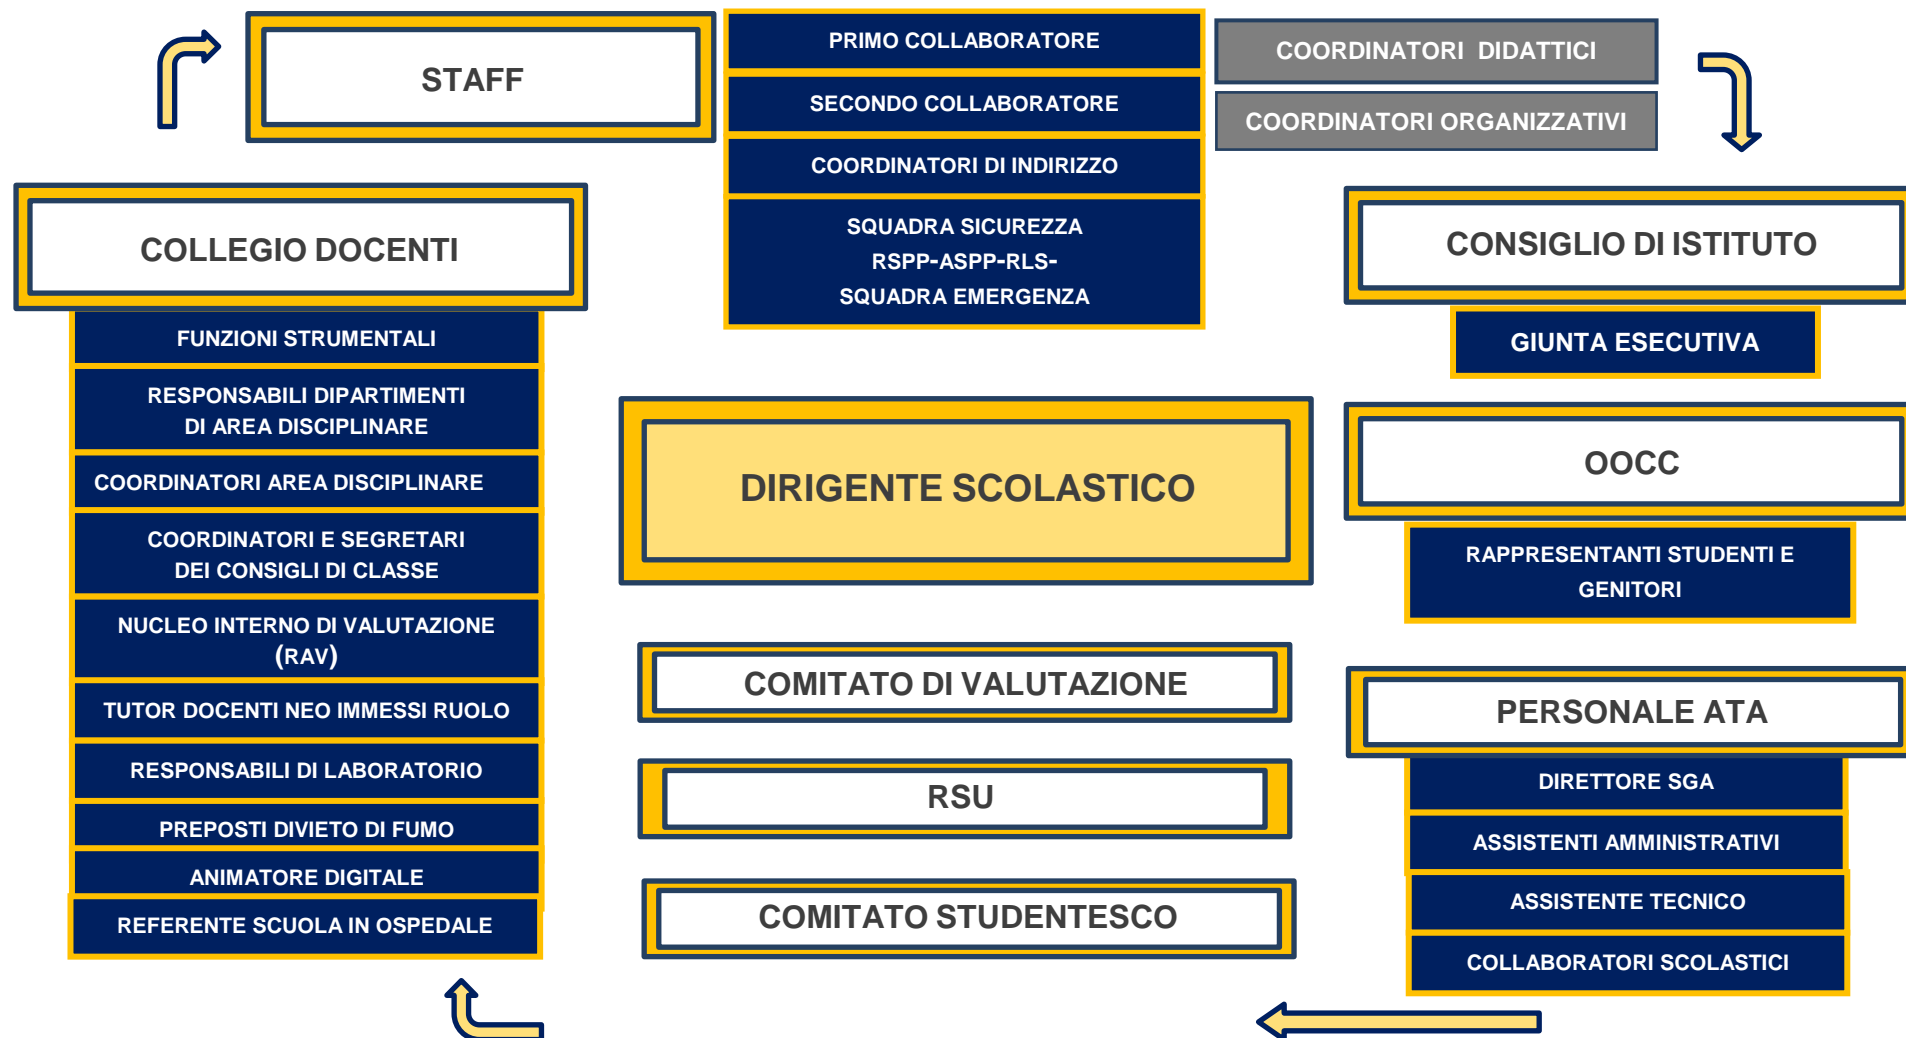 STAFF
PRIMO COLLABORATORE
SECONDO COLLABORATORE
COORDINATORI DI INDIRIZZO
SQUADRA SICUREZZA
RSPP-ASPP-RLS-
SQUADRA EMERGENZA
COORDINATORI DIDATTICI
COORDINATORI ORGANIZZATIVI
COLLEGIO DOCENTI
FUNZIONI STRUMENTALI
RESPONSABILI DIPARTIMENTI
DI AREA DISCIPLINARE
COORDINATORI AREA DISCIPLINARE
COORDINATORI E SEGRETARI
DEI CONSIGLI DI CLASSE
NUCLEO INTERNO DI VALUTAZIONE
(RAV)
TUTOR DOCENTI NEO IMMESSI RUOLO
RESPONSABILI DI LABORATORIO
PREPOSTI DIVIETO DI FUMO
ANIMATORE DIGITALE
REFERENTE SCUOLA IN OSPEDALE
DIRIGENTE SCOLASTICO
COMITATO DI VALUTAZIONE
RSU
COMITATO STUDENTESCO
CONSIGLIO DI ISTITUTO
GIUNTA ESECUTIVA
OOCC
RAPPRESENTANTI STUDENTI E
GENITORI
PERSONALE ATA
DIRETTORE SGA
ASSISTENTI AMMINISTRATIVI
ASSISTENTE TECNICO
COLLABORATORI SCOLASTICI